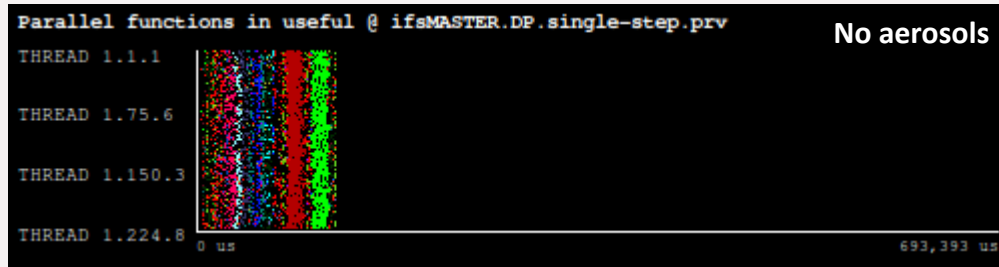 Parallel functions in useful @ ifsMASTER.DP.single-step.prv
No aerosols
THREAD 1.1.1
THREAD 1.75.6
THREAD 1.150.3
THREAD 1.224.8
0 us
693,393 us